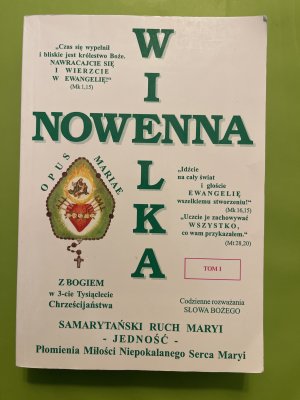 WIELKA
NOWENNA
„Czas się wypełnił
i bliskie jest królestwo Boże.
NAWRACAJCIE SIĘ
I WIERZCIE
W EWANGELIĘ!”
(Mk 1,15)
OPUS MARIAE
„Idźcie
na cały świat
i głoście
EWANGELIĘ
wszelkiemu stworzeniu!”
(Mk 16,15)
„Uczcie je zachowywać
WSZYSTKO,
co wam przykazałem.”
(Mt 28,20)
TOM I
Z BOGIEM
w 3-cie Tysiąclecie
Chrześcijaństwa
Codzienne rozważania
SŁOWA BOŻEGO
SAMARYTAŃSKI RUCH MARYI
- JEDNOŚĆ -
Płomienia Miłości Niepokalanego Serca Maryi